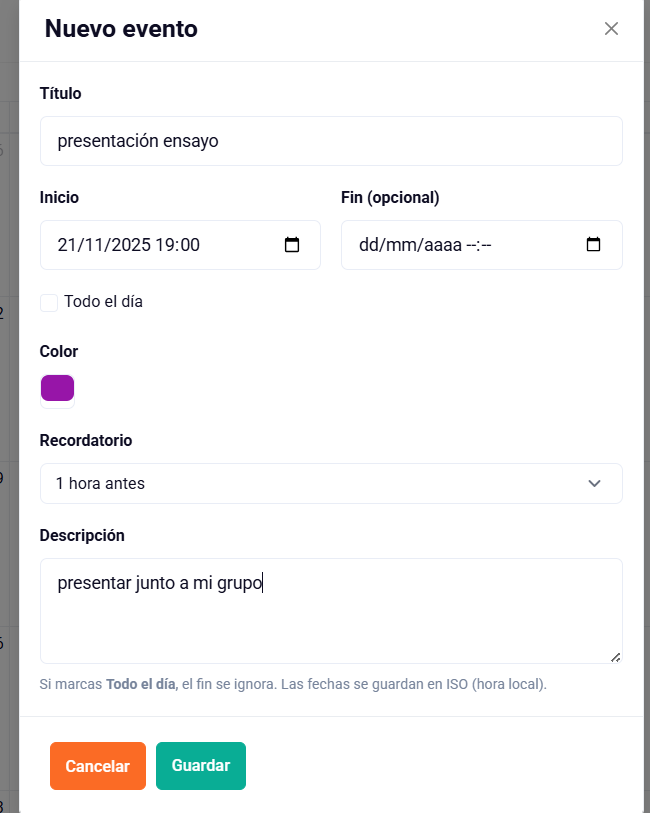 Nuevo evento
Título
presentación ensayo
Inicio
Fin (opcional)
21/11/2025 19:00
dd/mm/aaaa --:--
Todo el día
Color
Recordatorio
1 hora antes
Descripción
presentar junto a mi grupo
Si marcas Todo el día, el fin se ignora. Las fechas se guardan en ISO (hora local).
Cancelar
Guardar